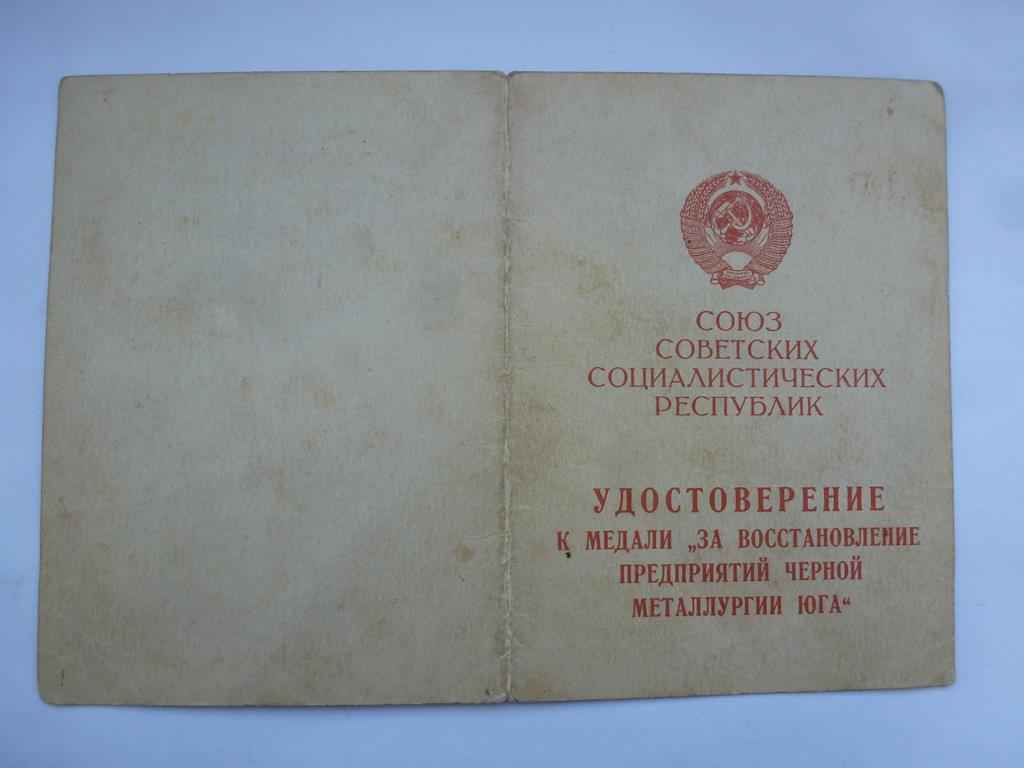 СОЮЗ
СОВЕТСКИХ
СОЦИАЛИСТИЧЕСКИХ
РЕСПУБЛИК
УДОСТОВЕРЕНИЕ
К МЕДАЛИ „ЗА ВОССТАНОВЛЕНИЕ
ПРЕДПРИЯТИЙ ЧЕРНОЙ
МЕТАЛЛУРГИИ ЮГА“